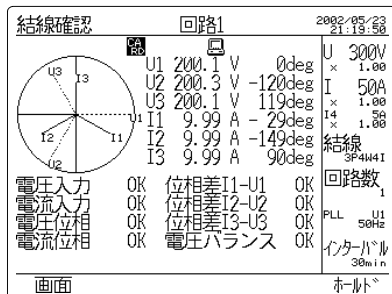 結線確認 回路1 2002/05/23
21:19:50
CARD
U1 200.1 V 0deg
U2 200.3 V -120deg
U3 200.1 V 119deg
I1 9.99 A - 29deg
I2 9.99 A -149deg
I3 9.99 A 90deg
U3
I3
U1
I2
I1
U2
電圧入力 OK 位相差I1-U1 OK
電流入力 OK 位相差I2-U2 OK
電圧位相 OK 位相差I3-U3 OK
電流位相 OK 電圧バランス OK
U 300V
× 1.00
I 50A
× 1.00
I4 5A
× 1.00
結線
3P4W4I
回路数
1
PLL U1
50Hz
インターバル
30min
画面 ホールド